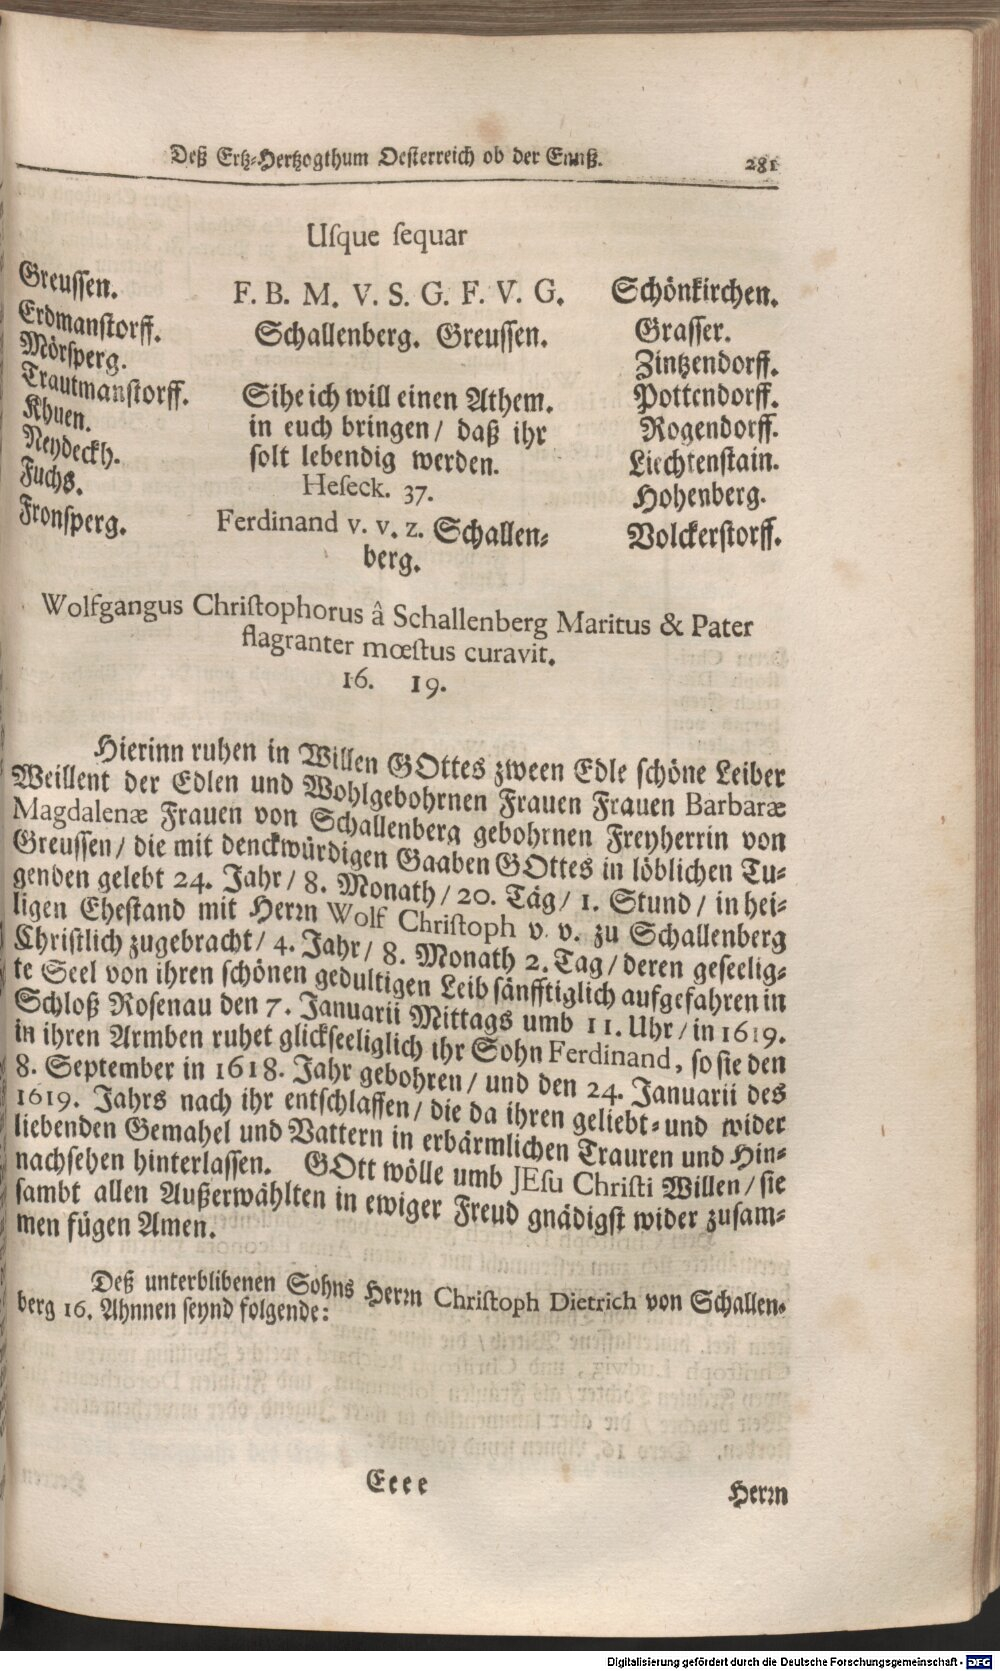 Deß Ertz-Hertzogthum Oesterreich ob der Ennß. 281
Usque sequar
Greussen.
Erdmanstorff.
Mörsperg.
Trautmanstorff.
Khuen.
Neydeckh.
Fuchs.
Fronsperg.
F. B. M. V. S. G. F. V. G.
Schallenberg. Greussen.
Sihe ich will einen Athem.
in euch bringen / daß ihr
solt lebendig werden.
Heseck. 37.
Ferdinand v. v. z. Schallen-
berg.
Schönkirchen.
Grasser.
Zintzendorff.
Pottendorff.
Rogendorff.
Liechtenstain.
Hohenberg.
Volckerstorff.
Wolfgangus Christophorus â Schallenberg Maritus & Pater
flagranter mœstus curavit.
16. 19.
Hierinn ruhen in Willen GOttes zween Edle schöne Leiber
Weillent der Edlen und Wohlgebohrnen Frauen Frauen Barbaræ
Magdalenæ Frauen von Schallenberg gebohrnen Freyherrin von
Greussen / die mit denckwürdigen Gaaben GOttes in löblichen Tu-
genden gelebt 24. Jahr / 8. Monath / 20. Täg / 1. Stund / in hei-
ligen Ehestand mit Herrn Wolf Christoph v. v. zu Schallenberg
Christlich zugebracht / 4. Jahr / 8. Monath 2. Tag / deren geseelig-
te Seel von ihren schönen gedultigen Leib sänfftiglich aufgefahren in
Schloß Rosenau den 7. Januarii Mittags umb 11. Uhr / in 1619.
in ihren Armben ruhet glickseeliglich ihr Sohn Ferdinand, so sie den
8. September in 1618. Jahr gebohren / und den 24. Januarii des
1619. Jahrs nach ihr entschlaffen / die da ihren geliebt- und wider
liebenden Gemahel und Vattern in erbärmlichen Trauren und Hin-
nachsehen hinterlassen. GOtt wölle umb JEsu Christi Willen / sie
sambt allen Außerwählten in ewiger Freud gnädigst wider zusam-
men fügen Amen.
Deß unterblibenen Sohns Herrn Christoph Dietrich von Schallen-
berg 16. Ahnnen seynd folgende:
Eeee Herrn
Digitalisierung gefördert durch die Deutsche Forschungsgemeinschaft - DFG